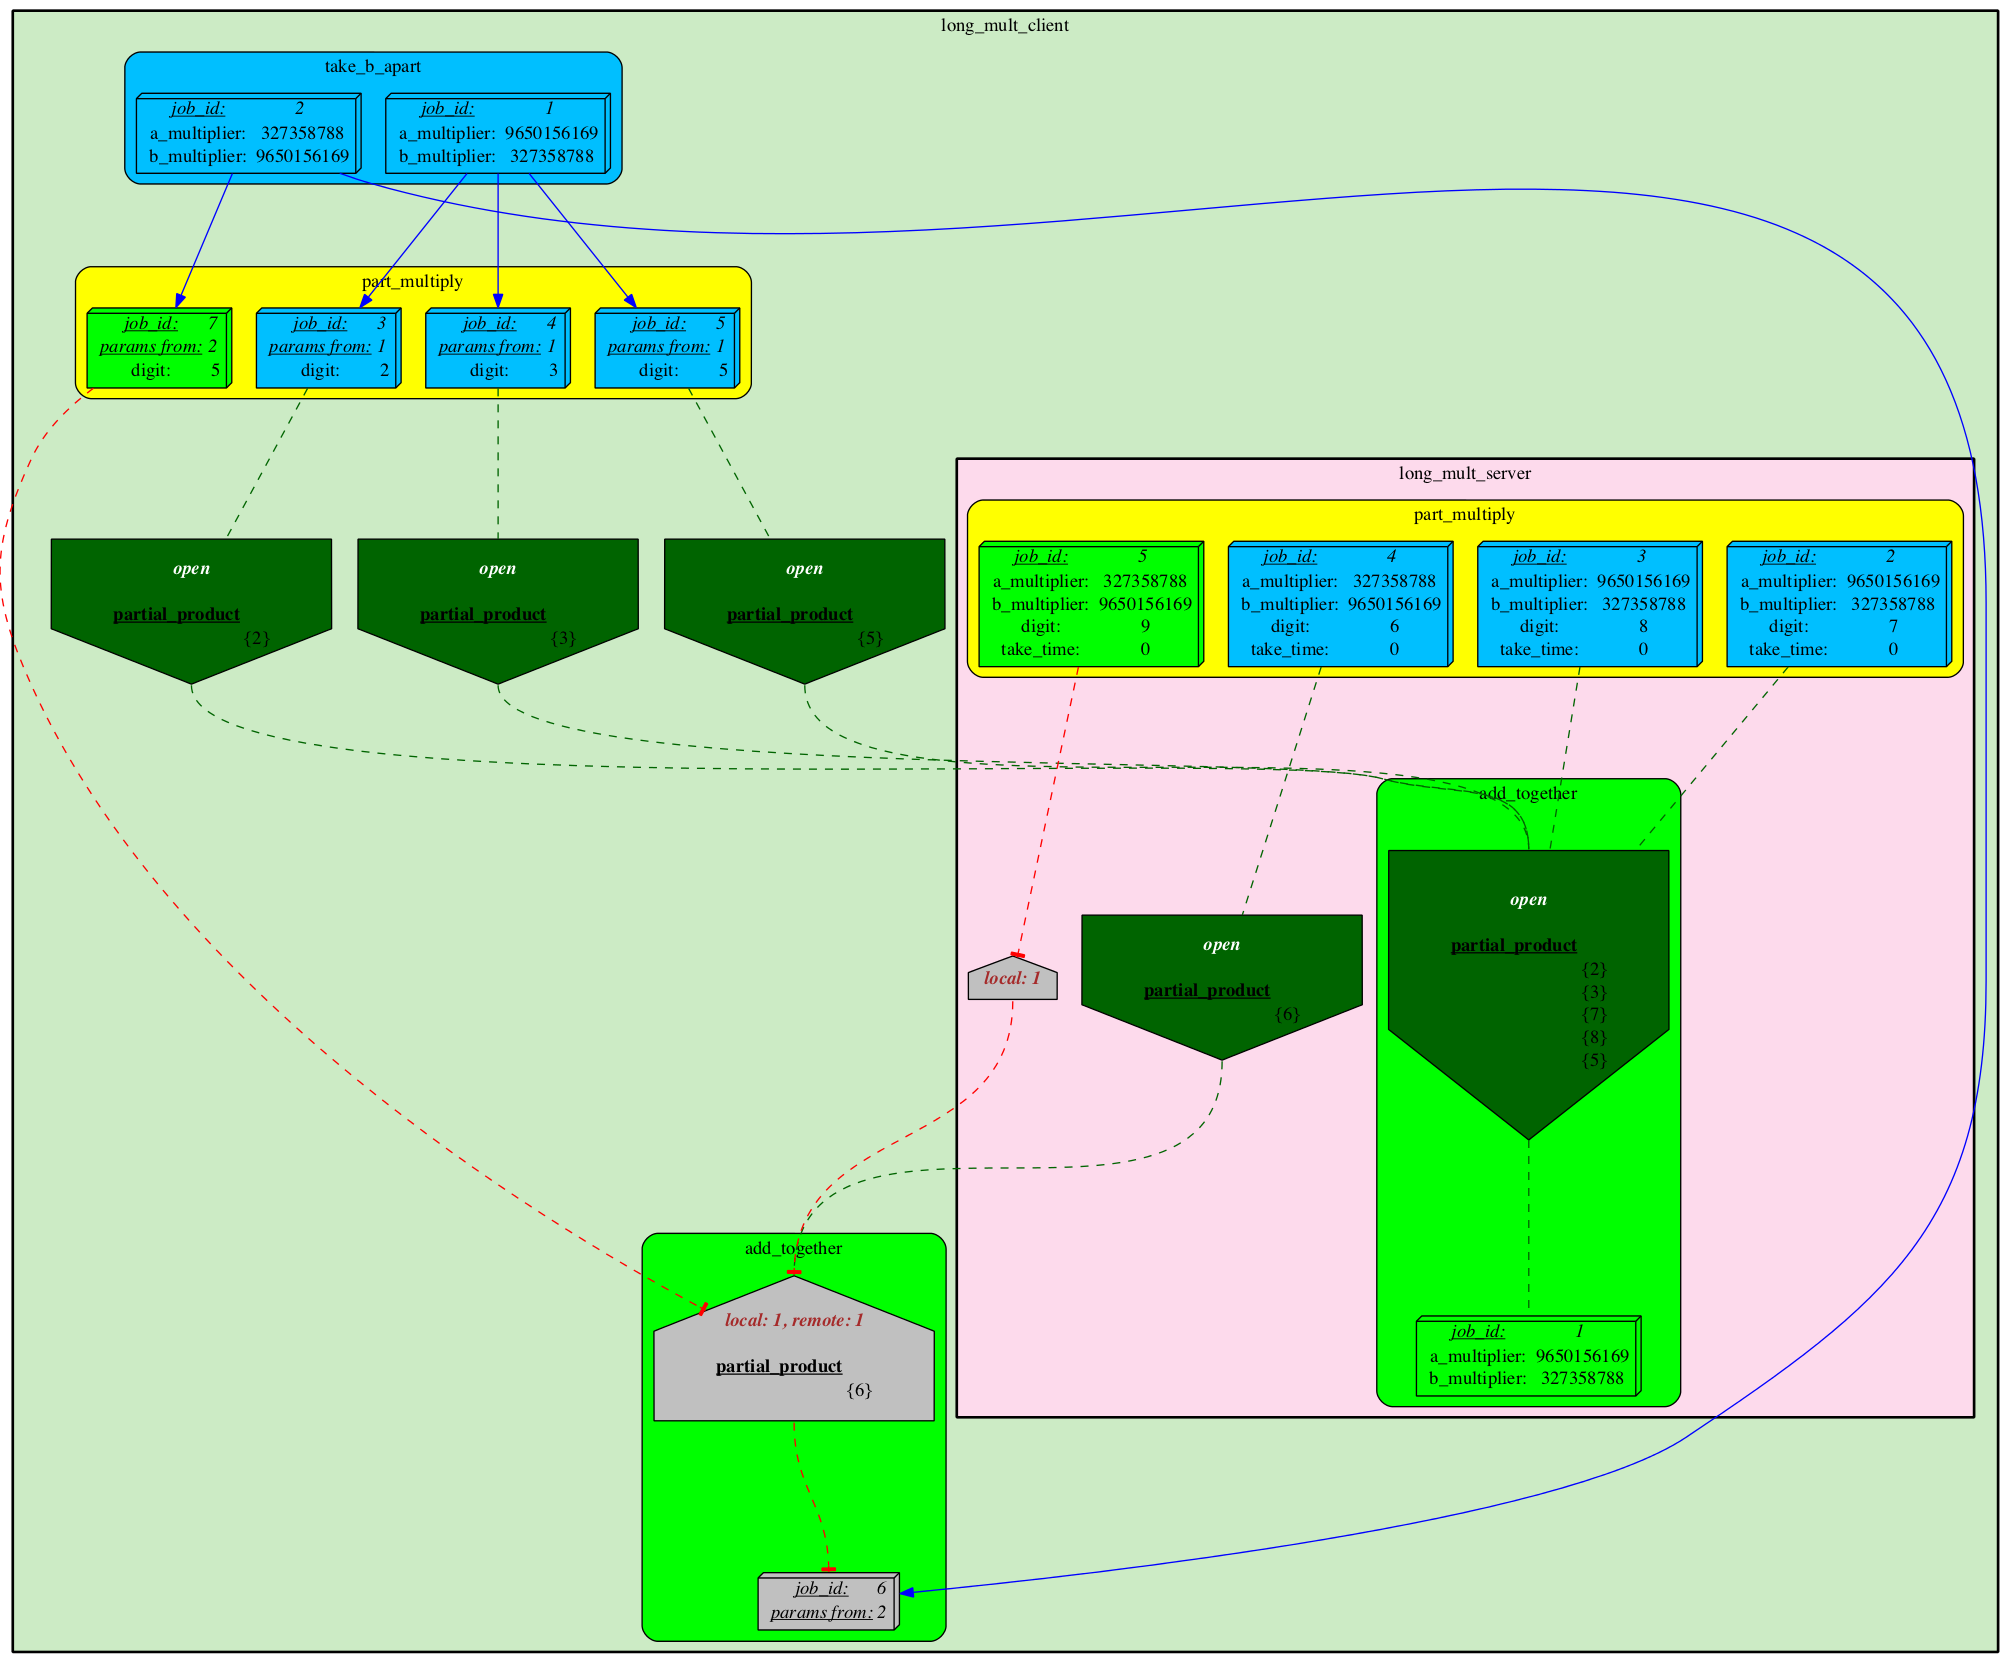 long_mult_client
take_b_apart
job_id: 2
a_multiplier: 327358788
b_multiplier: 9650156169
job_id: 1
a_multiplier: 9650156169
b_multiplier: 327358788
part_multiply
job_id: 7
params from: 2
digit: 5
job_id: 3
params from: 1
digit: 2
job_id: 4
params from: 1
digit: 3
job_id: 5
params from: 1
digit: 5
open
partial_product
{2}
open
partial_product
{3}
open
partial_product
{5}
long_mult_server
part_multiply
job_id: 5
a_multiplier: 327358788
b_multiplier: 9650156169
digit: 9
take_time: 0
job_id: 4
a_multiplier: 327358788
b_multiplier: 9650156169
digit: 6
take_time: 0
job_id: 3
a_multiplier: 9650156169
b_multiplier: 327358788
digit: 8
take_time: 0
job_id: 2
a_multiplier: 9650156169
b_multiplier: 327358788
digit: 7
take_time: 0
local: 1
open
partial_product
{6}
add_together
open
partial_product
{2}
{3}
{7}
{8}
{5}
job_id: 1
a_multiplier: 9650156169
b_multiplier: 327358788
add_together
local: 1, remote: 1
partial_product
{6}
job_id: 6
params from: 2